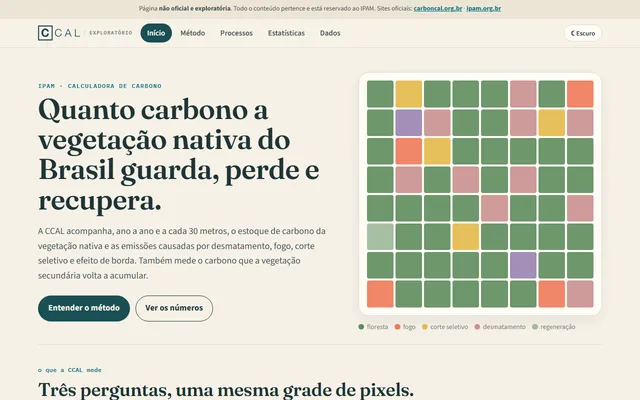 Página não oficial e exploratória. Todo o conteúdo pertence e está reservado ao IPAM. Sites oficiais: carboncal.org.br · ipam.org.br
CCAL EXPLORATÓRIO Início Método Processos Estatísticas Dados Escuro
IPAM · CALCULADORA DE CARBONO
Quanto carbono a
vegetação nativa do
Brasil guarda, perde e
recupera.
A CCAL acompanha, ano a ano e a cada 30 metros, o estoque de carbono da
vegetação nativa e as emissões causadas por desmatamento, fogo, corte
seletivo e efeito de borda. Também mede o carbono que a vegetação
secundária volta a acumular.
Entender o método Ver os números
floresta fogo corte seletivo desmatamento regeneração
o que a CCAL mede
Três perguntas, uma mesma grade de pixels.